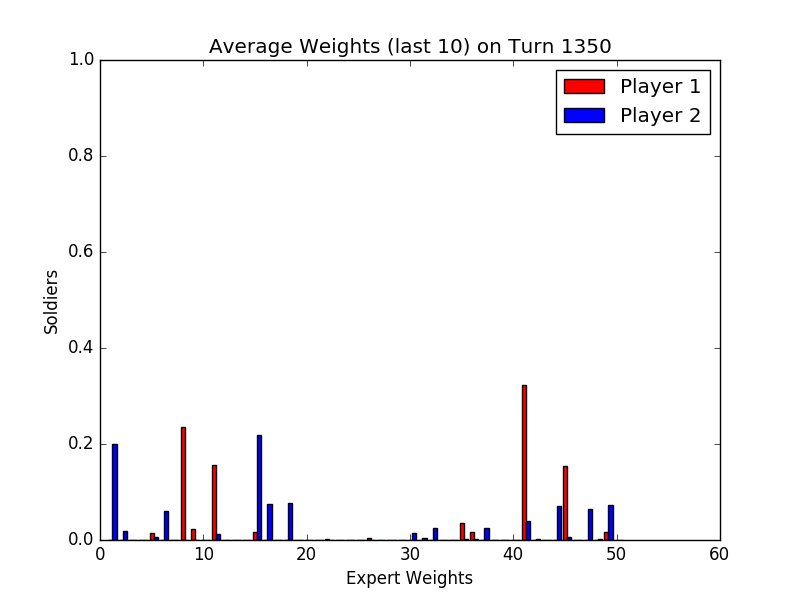 Average Weights (last 10) on Turn 1350
1.0
Player 1
Player 2
0.8
0.6
Soldiers
0.4
0.2
0.0
0 10 20 30 40 50 60
Expert Weights